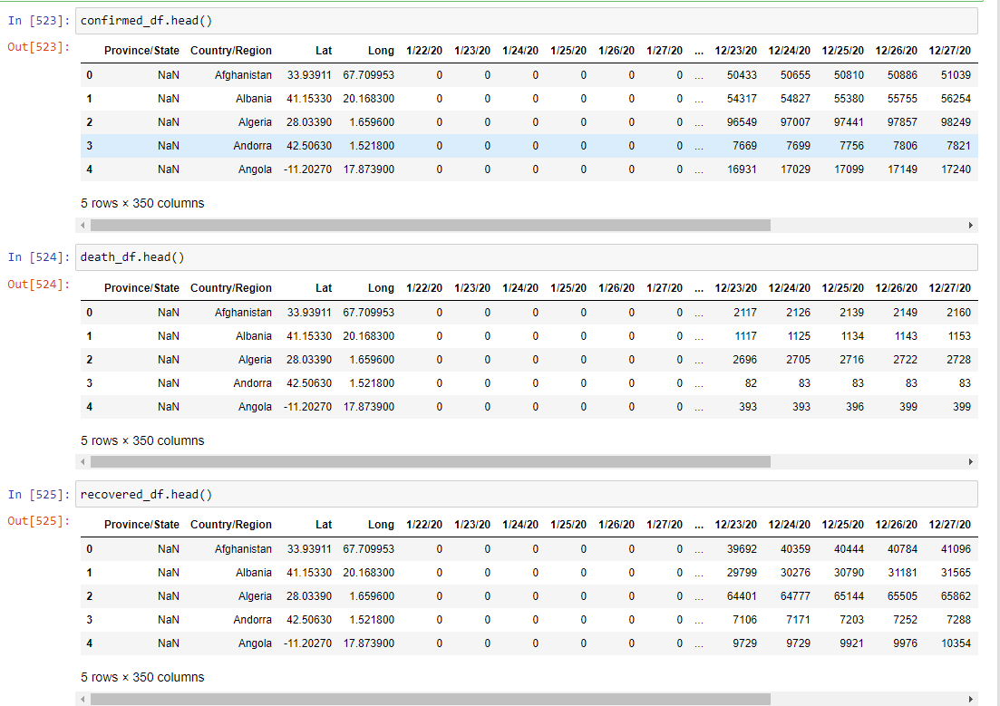 In [523]: confirmed_df.head()
Out[523]:
Province/State Country/Region Lat Long 1/22/20 1/23/20 1/24/20 1/25/20 1/26/20 1/27/20 ... 12/23/20 12/24/20 12/25/20 12/26/20 12/27/20
0 NaN Afghanistan 33.93911 67.709953 0 0 0 0 0 0 ... 50433 50655 50810 50886 51039
1 NaN Albania 41.15330 20.168300 0 0 0 0 0 0 ... 54317 54827 55380 55755 56254
2 NaN Algeria 28.03390 1.659600 0 0 0 0 0 0 ... 96549 97007 97441 97857 98249
3 NaN Andorra 42.50630 1.521800 0 0 0 0 0 0 ... 7669 7699 7756 7806 7821
4 NaN Angola -11.20270 17.873900 0 0 0 0 0 0 ... 16931 17029 17099 17149 17240
5 rows × 350 columns
In [524]: death_df.head()
Out[524]:
Province/State Country/Region Lat Long 1/22/20 1/23/20 1/24/20 1/25/20 1/26/20 1/27/20 ... 12/23/20 12/24/20 12/25/20 12/26/20 12/27/20
0 NaN Afghanistan 33.93911 67.709953 0 0 0 0 0 0 ... 2117 2126 2139 2149 2160
1 NaN Albania 41.15330 20.168300 0 0 0 0 0 0 ... 1117 1125 1134 1143 1153
2 NaN Algeria 28.03390 1.659600 0 0 0 0 0 0 ... 2696 2705 2716 2722 2728
3 NaN Andorra 42.50630 1.521800 0 0 0 0 0 0 ... 82 83 83 83 83
4 NaN Angola -11.20270 17.873900 0 0 0 0 0 0 ... 393 393 396 399 399
5 rows × 350 columns
In [525]: recovered_df.head()
Out[525]:
Province/State Country/Region Lat Long 1/22/20 1/23/20 1/24/20 1/25/20 1/26/20 1/27/20 ... 12/23/20 12/24/20 12/25/20 12/26/20 12/27/20
0 NaN Afghanistan 33.93911 67.709953 0 0 0 0 0 0 ... 39692 40359 40444 40784 41096
1 NaN Albania 41.15330 20.168300 0 0 0 0 0 0 ... 29799 30276 30790 31181 31565
2 NaN Algeria 28.03390 1.659600 0 0 0 0 0 0 ... 64401 64777 65144 65505 65862
3 NaN Andorra 42.50630 1.521800 0 0 0 0 0 0 ... 7106 7171 7203 7252 7288
4 NaN Angola -11.20270 17.873900 0 0 0 0 0 0 ... 9729 9729 9921 9976 10354
5 rows × 350 columns